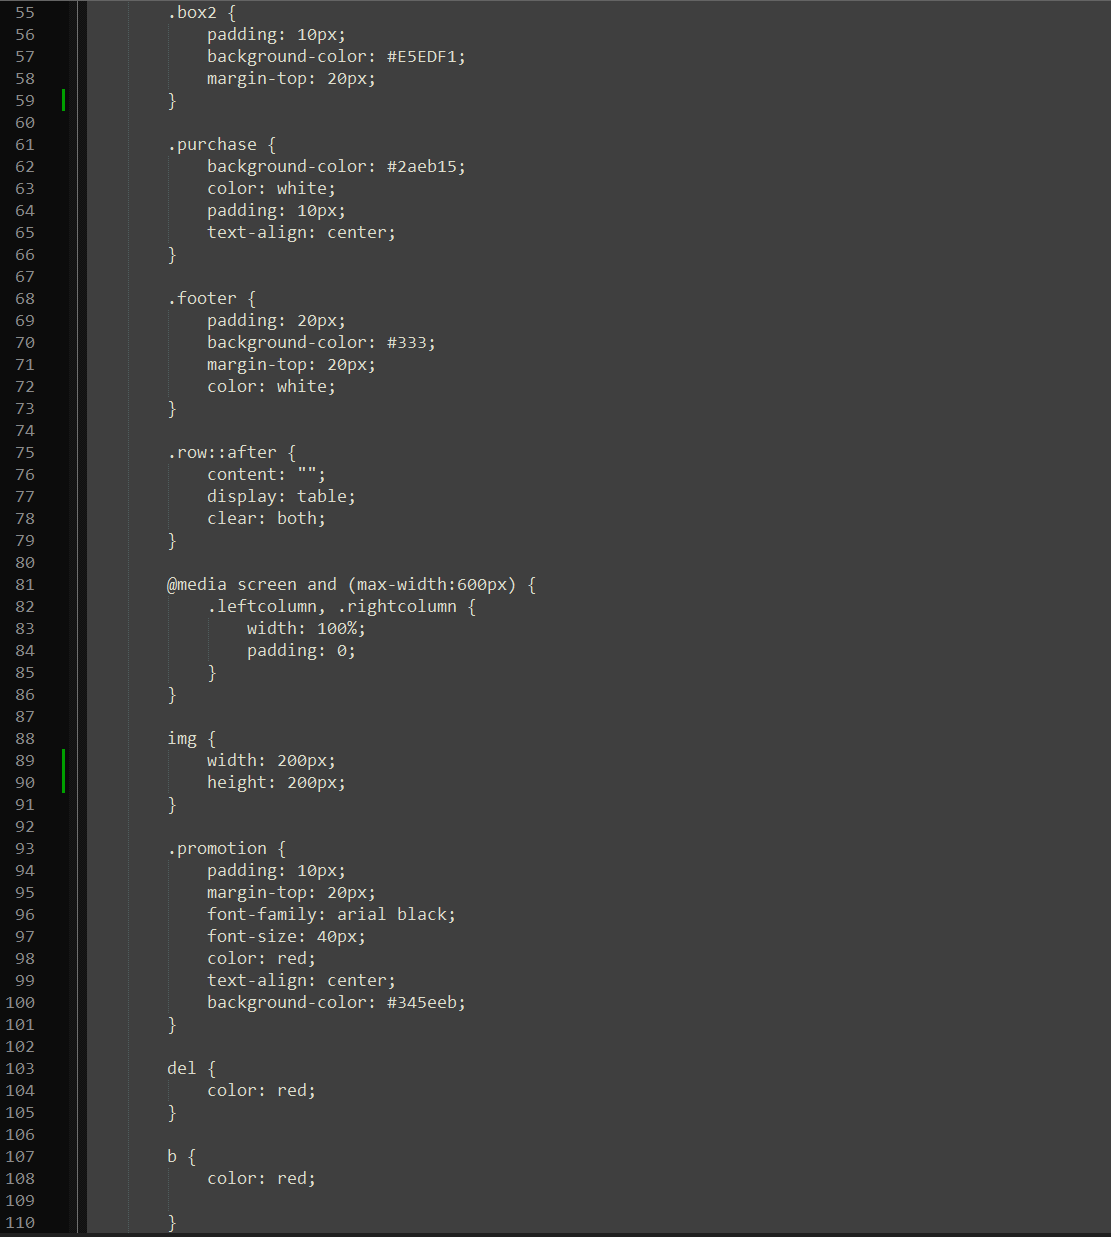 55 .box2 {
56 padding: 10px;
57 background-color: #E5EDF1;
58 margin-top: 20px;
59 }
60
61 .purchase {
62 background-color: #2aeb15;
63 color: white;
64 padding: 10px;
65 text-align: center;
66 }
67
68 .footer {
69 padding: 20px;
70 background-color: #333;
71 margin-top: 20px;
72 color: white;
73 }
74
75 .row::after {
76 content: "";
77 display: table;
78 clear: both;
79 }
80
81 @media screen and (max-width:600px) {
82 .leftcolumn, .rightcolumn {
83 width: 100%;
84 padding: 0;
85 }
86 }
87
88 img {
89 width: 200px;
90 height: 200px;
91 }
92
93 .promotion {
94 padding: 10px;
95 margin-top: 20px;
96 font-family: arial black;
97 font-size: 40px;
98 color: red;
99 text-align: center;
100 background-color: #345eeb;
101 }
102
103 del {
104 color: red;
105 }
106
107 b {
108 color: red;
109
110 }